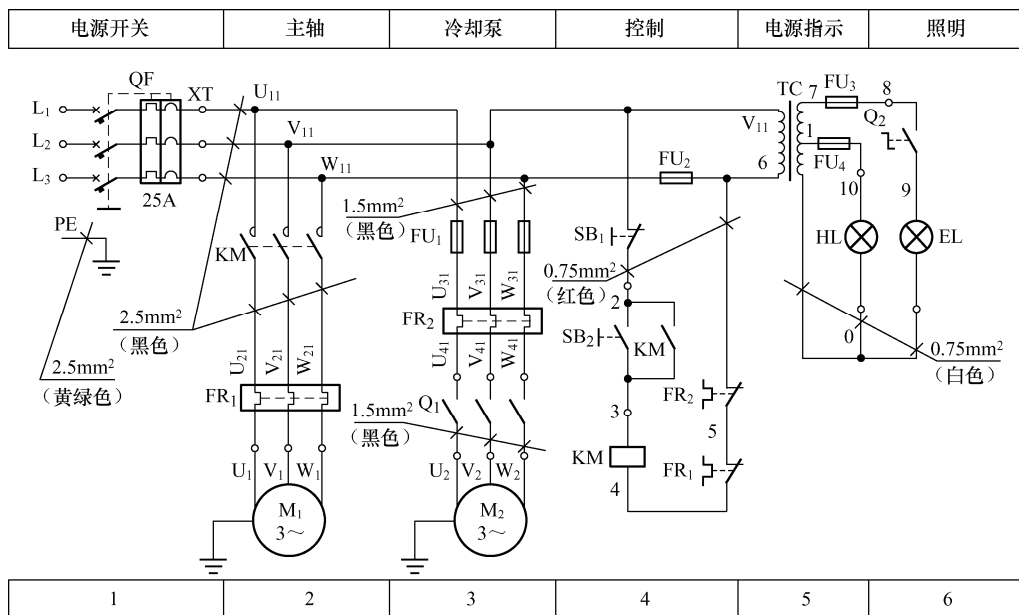 电源开关 主轴 冷却泵 控制 电源指示 照明
QF
XT
U₁₁
TC 7 FU₃ 8
L₁
V₁₁
V₁₁
1
Q₂
L₂
W₁₁
FU₂
6
FU₄
L₃
25A
1.5mm²
（黑色）
10
9
PE
KM
FU₁
SB₁
HL
EL
0.75mm²
（红色）
U₃₁
V₃₁
W₃₁
2
2.5mm²
（黑色）
FR₂
SB₂
KM
0
0.75mm²
（白色）
U₂₁
V₂₁
W₂₁
U₄₁
V₄₁
W₄₁
2.5mm²
（黄绿色）
FR₁
1.5mm²
（黑色）
Q₁
3
FR₂
5
KM
FR₁
U₁
V₁
W₁
U₂
V₂
W₂
4
M₁
3～
M₂
3～
1 2 3 4 5 6